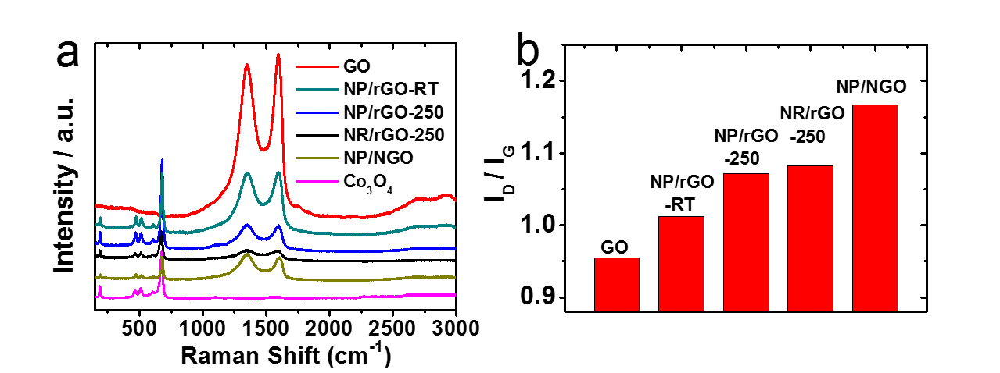 a
Intensity / a.u.
GO
NP/rGO-RT
NP/rGO-250
NR/rGO-250
NP/NGO
Co₃O₄
500 1000 1500 2000 2500 3000
Raman Shift (cm⁻¹)
b
I_D / I_G
1.2
1.1
1.0
0.9
GO
NP/rGO
-RT
NP/rGO
-250
NR/rGO
-250
NP/NGO